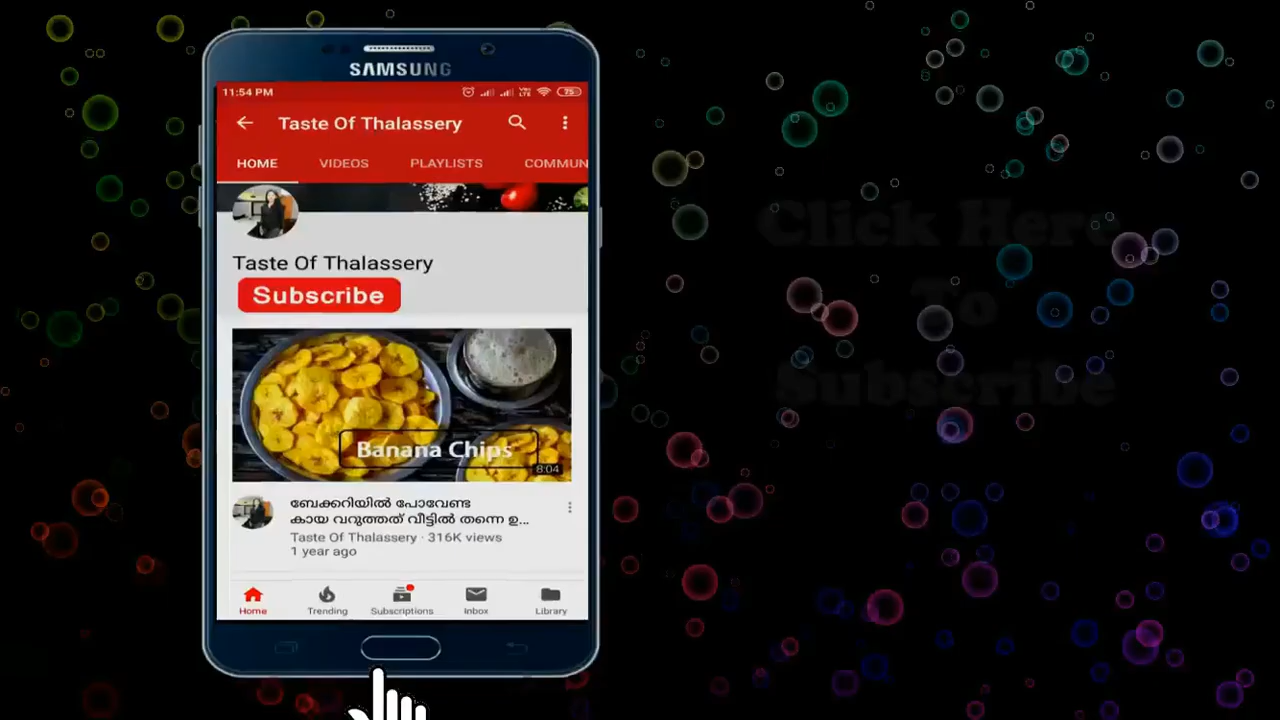 SAMSUNG
11:54 PM
VoLTE
75
Taste Of Thalassery
HOME VIDEOS PLAYLISTS COMMUN
Taste Of Thalassery
Subscribe
Banana Chips
8:04
ബേക്കറിയിൽ പോവേണ്ട
കായ വറുത്തത് വീട്ടിൽ തന്നെ ഉ...
Taste Of Thalassery · 316K views
1 year ago
Home Trending Subscriptions Inbox Library
Click Here
To
Subscribe